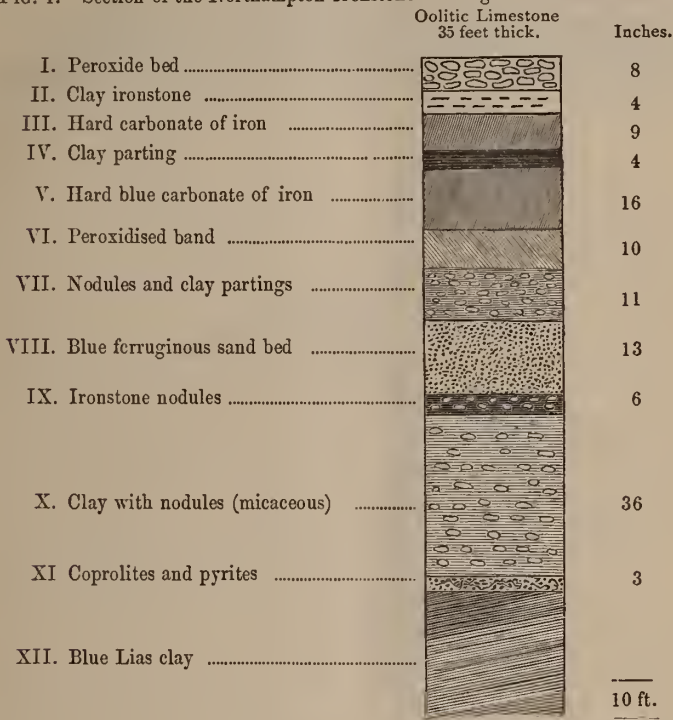 Oolitic Limestone
35 feet thick.
Inches.
I. Peroxide bed ........ 8
II. Clay ironstone ........ 4
III. Hard carbonate of iron ........ 9
IV. Clay parting ........ 4
V. Hard blue carbonate of iron ........ 16
VI. Peroxidised band ........ 10
VII. Nodules and clay partings ........ 11
VIII. Blue ferruginous sand bed ........ 13
IX. Ironstone nodules ........ 6
X. Clay with nodules (micaceous) ........ 36
XI Coprolites and pyrites ........ 3
XII. Blue Lias clay ........
10 ft.